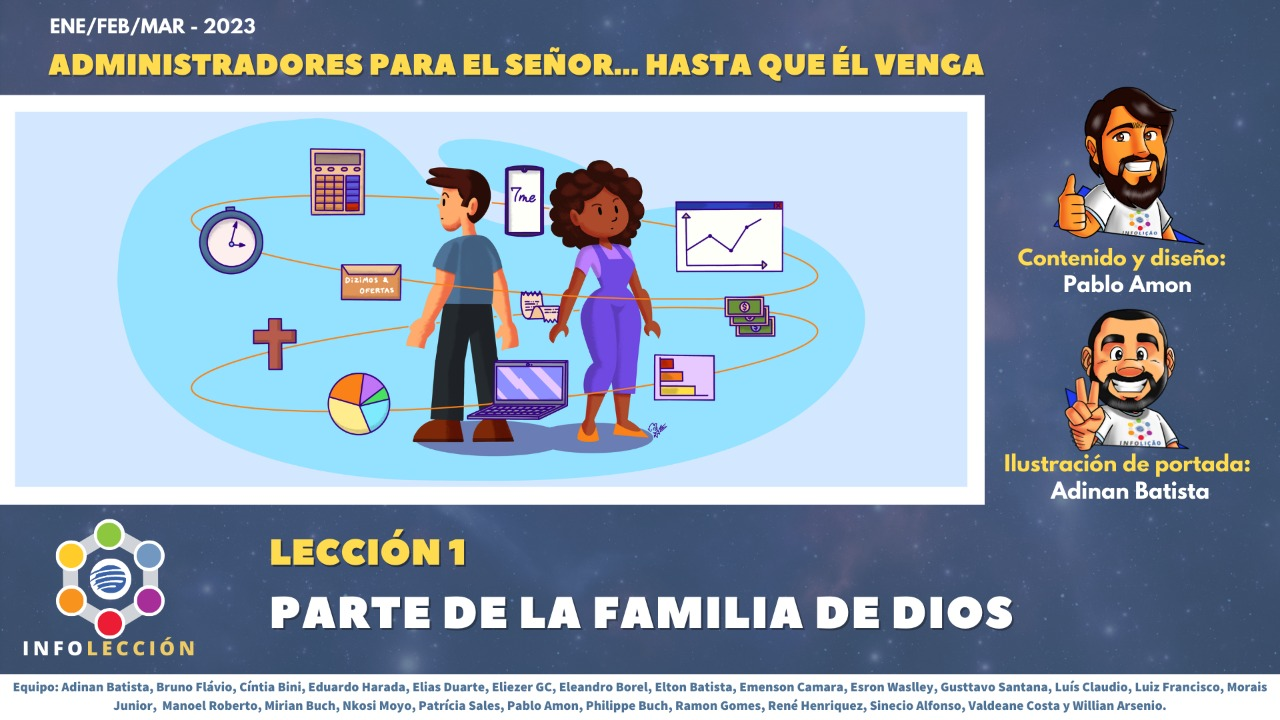 ENE/FEB/MAR - 2023
ADMINISTRADORES PARA EL SEÑOR... HASTA QUE ÉL VENGA
7me
DIZIMOS &
OFERTAS
INFOLIÇÃO
Contenido y diseño:
Pablo Amon
INFOLIÇÃO
Ilustración de portada:
Adinan Batista
LECCIÓN 1
PARTE DE LA FAMILIA DE DIOS
INFOLECCIÓN
Equipo: Adinan Batista, Bruno Flávio, Cíntia Bini, Eduardo Harada, Elias Duarte, Eliezer GC, Eleandro Borel, Elton Batista, Emenson Camara, Esron Waslley, Gusttavo Santana, Luís Claudio, Luiz Francisco, Morais
Junior, Manoel Roberto, Mirian Buch, Nkosi Moyo, Patrícia Sales, Pablo Amon, Philippe Buch, Ramon Gomes, René Henriquez, Sinecio Alfonso, Valdeane Costa y Willian Arsenio.